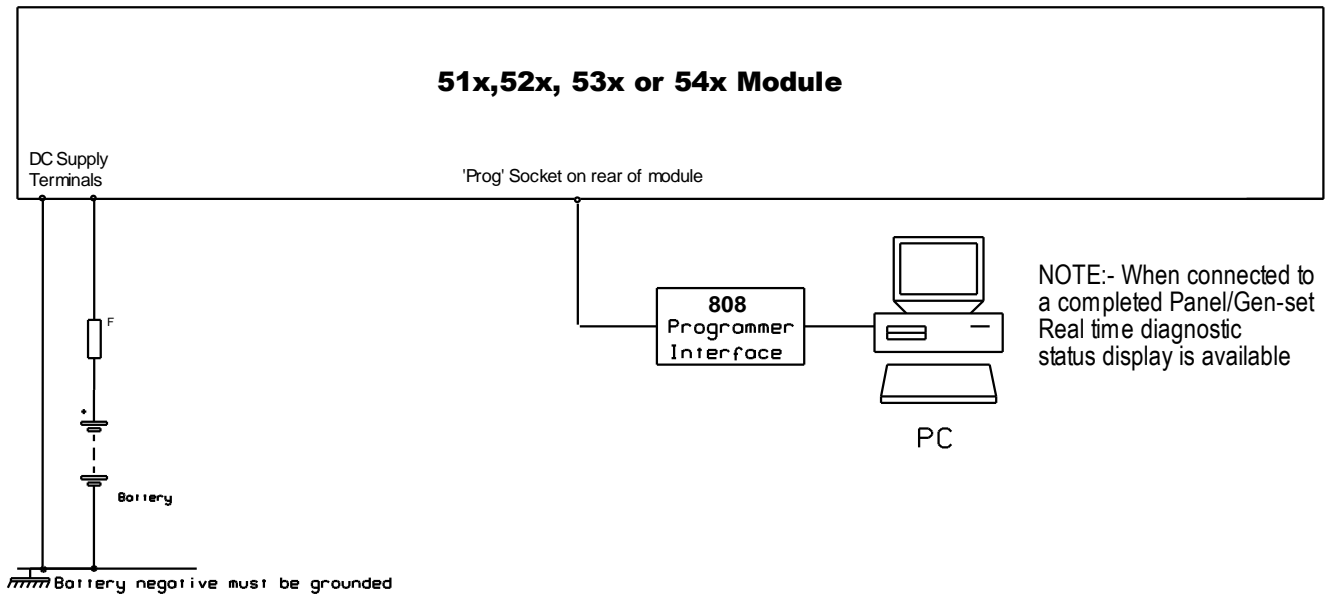 51x,52x, 53x or 54x Module
DC Supply
Terminals
'Prog' Socket on rear of module
F
+
Battery
Battery negative must be grounded
808
Programmer
Interface
PC
NOTE:- When connected to
a completed Panel/Gen-set
Real time diagnostic
status display is available